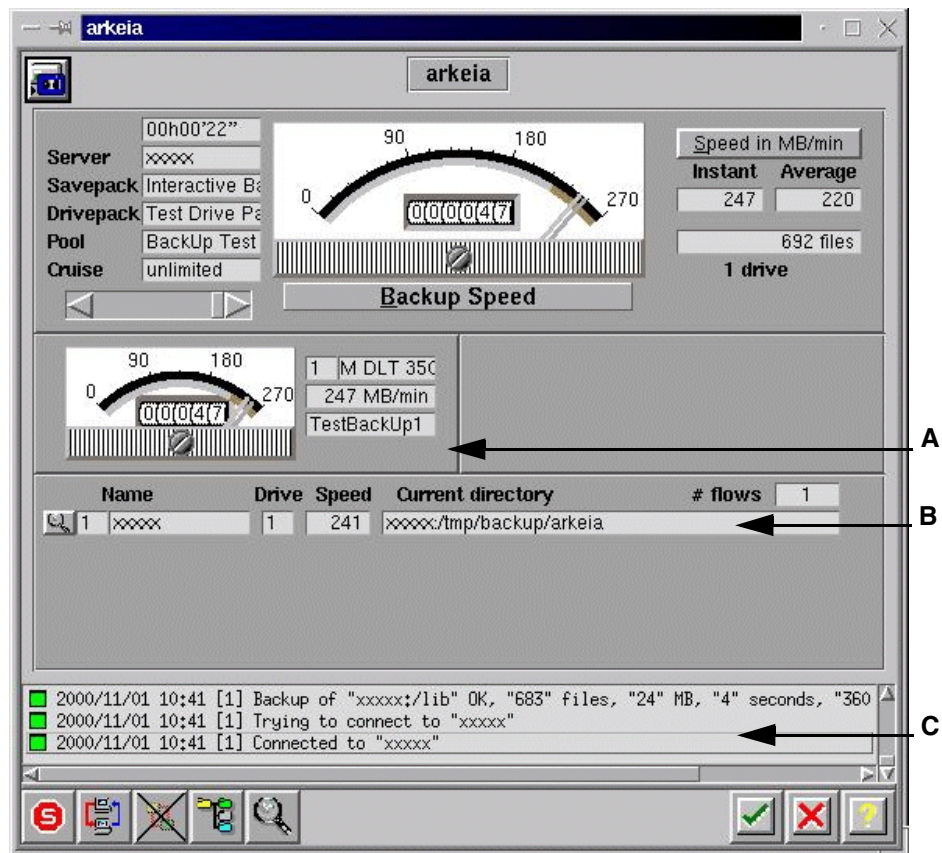 arkeia
arkeia
00h00'22"
Server xxxxx
Savepack Interactive Ba
Drivepack Test Drive Pa
Pool BackUp Test
Cruise unlimited
0 90 180 270
000047
Backup Speed
Speed in MB/min
Instant Average
247 220
692 files
1 drive
0 90 180 270
00047
1 M DLT 350
247 MB/min
TestBackUp1
A
Name Drive Speed Current directory # flows 1
1 xxxxx 1 241 xxxxx:/tmp/backup/arkeia
B
2000/11/01 10:41 [1] Backup of "xxxxx:/lib" OK, "683" files, "24" MB, "4" seconds, "360
2000/11/01 10:41 [1] Trying to connect to "xxxxx"
2000/11/01 10:41 [1] Connected to "xxxxx"
C
S
?